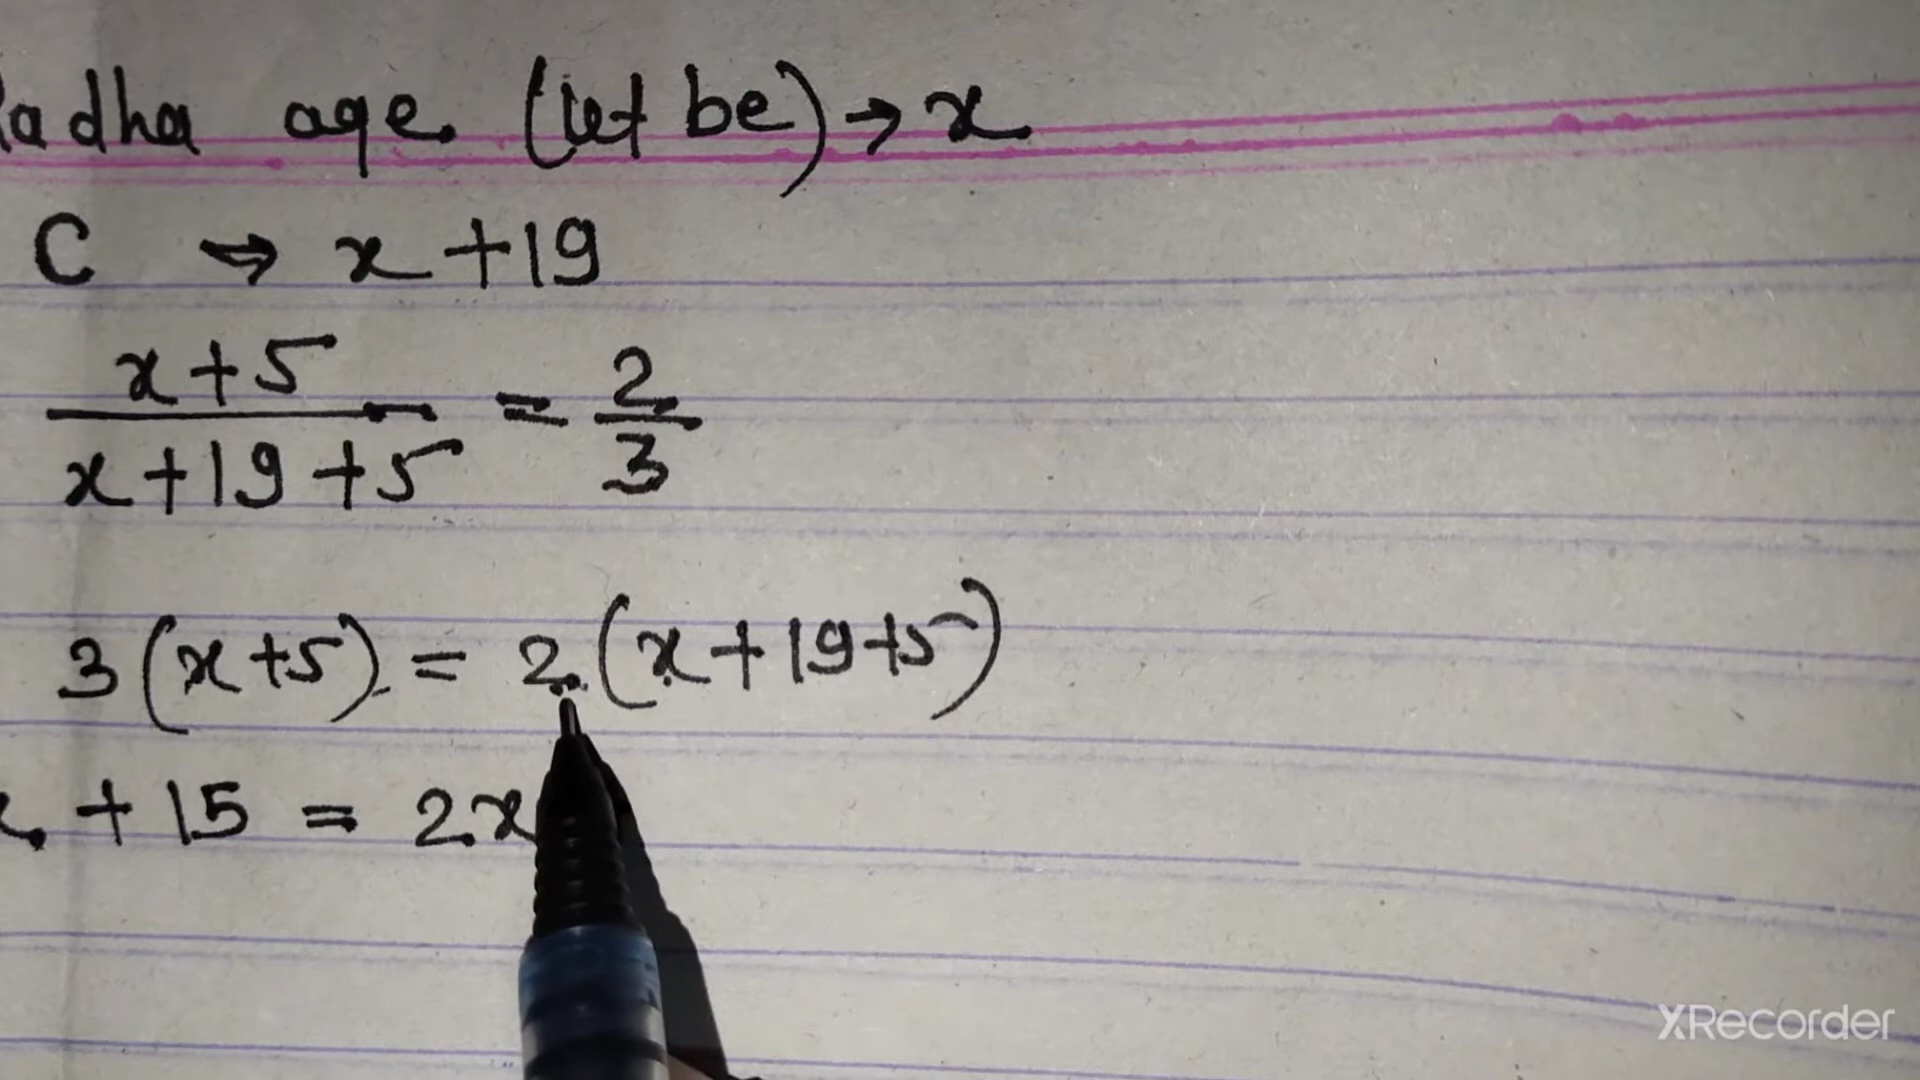 adha age (let be) → x
C ⇒ x + 19
x + 5 / x + 19 + 5 = 2 / 3
3 (x + 5) = 2 (x + 19 + 5)
+ 15 = 2x
XRecorder